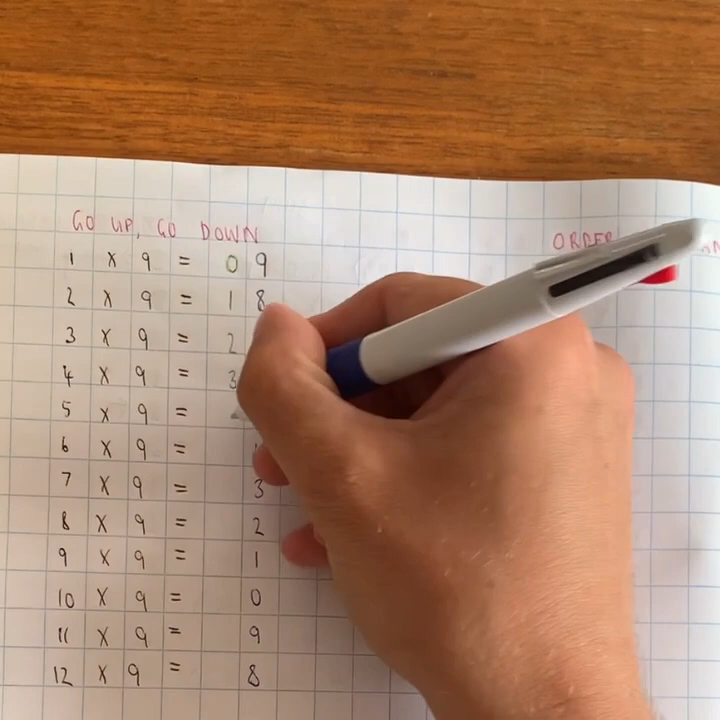 GO UP, GO DOWN
ORDER
1 X 9 = 0 9
2 X 9 = 1 8
3 X 9 = 2
4 X 9 = 3
5 X 9 =
6 X 9 =
7 X 9 = 3
8 X 9 = 2
9 X 9 = 1
10 X 9 = 0
11 X 9 = 9
12 X 9 = 8